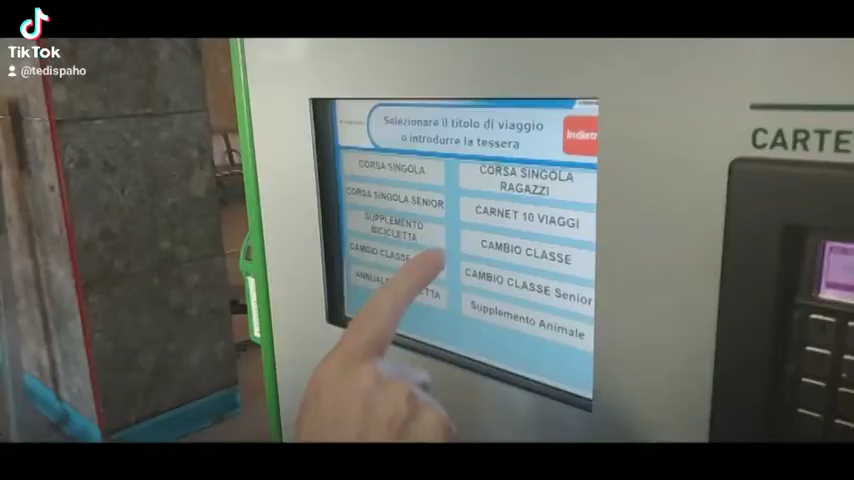 TikTok
@tedispaho
Selezionare il titolo di viaggio
o introdurre la tessera
Indietr
CORSA SINGOLA
CORSA SINGOLA
RAGAZZI
CORSA SINGOLA SENIOR
CARNET 10 VIAGGI
SUPPLEMENTO
BICICLETTA
CAMBIO CLASSE
CAMBIO CLASSE
CAMBIO CLASSE Senior
Supplemento Animale
CARTE